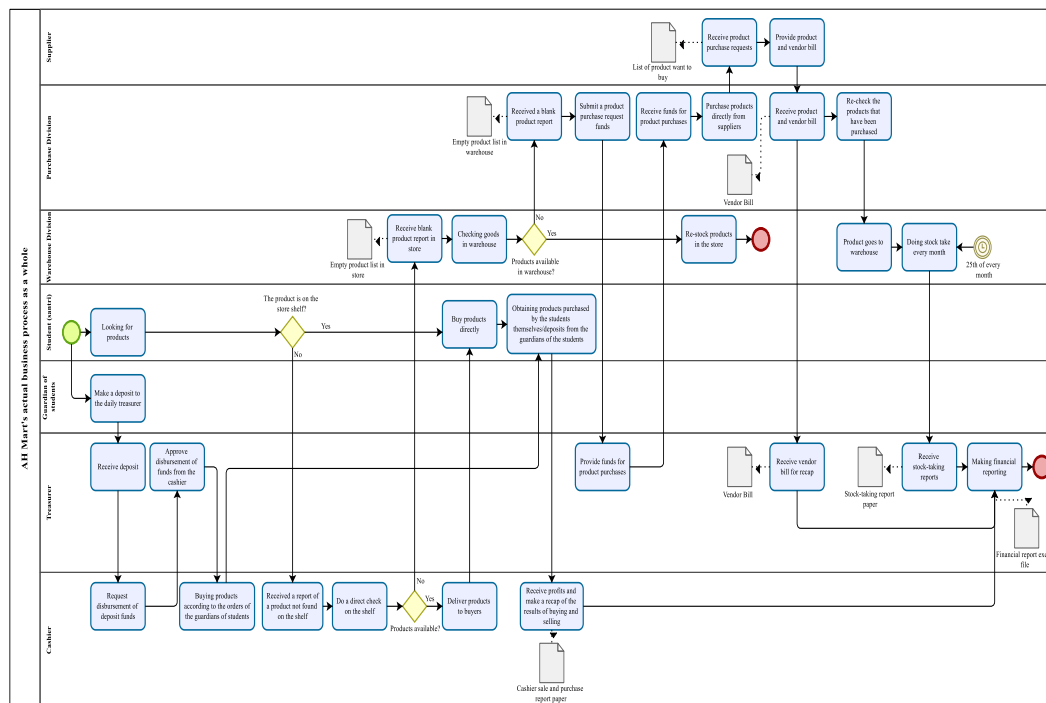 AH Mart's actual business process as a whole
Supplier
Receive product
purchase requests
Provide product
and vendor bill
List of product want to
buy
Purchase Division
Received a blank
product report
Submit a product
purchase request
funds
Receive funds for
product purchases
Purchase products
directly from
suppliers
Receive product
and vendor bill
Re-check the
products that
have been
purchased
Empty product list in
warehouse
Vendor Bill
Warehouse Division
Receive blank
product report in
store
Checking goods
in warehouse
No
Yes
Products available
in warehouse?
Re-stock products
in the store
Product goes to
warehouse
Doing stock take
every month
25th of every
month
Empty product list in
store
Student (santri)
Looking for
products
The product is on the
store shelf?
Yes
No
Buy products
directly
Obtaining products purchased
by the students
themselves/deposits from the
guardians of the students
Guardian of
students
Make a deposit to
the daily treasurer
Treasurer
Receive deposit
Approve
disbursement of
funds from the
cashier
Provide funds for
product purchases
Vendor Bill
Receive vendor
bill for recap
Stock-taking report
paper
Receive
stock-taking
reports
Making financial
reporting
Financial report exc
file
Cashier
Request
disbursement of
deposit funds
Buying products
according to the orders of
the guardians of students
Received a report of
a product not found
on the shelf
Do a direct check
on the shelf
No
Yes
Products available?
Deliver products
to buyers
Receive profits and
make a recap of the
results of buying and
selling
Cashier sale and purchase
report paper